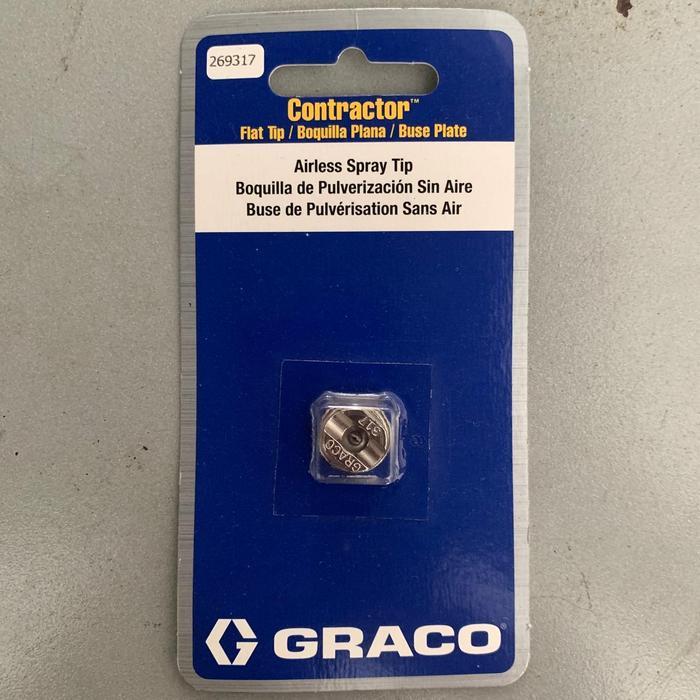 269317
Contractor™
Flat Tip / Boquilla Plana / Buse Plate
Airless Spray Tip
Boquilla de Pulverización Sin Aire
Buse de Pulvérisation Sans Air
317
GRACO
GRACO